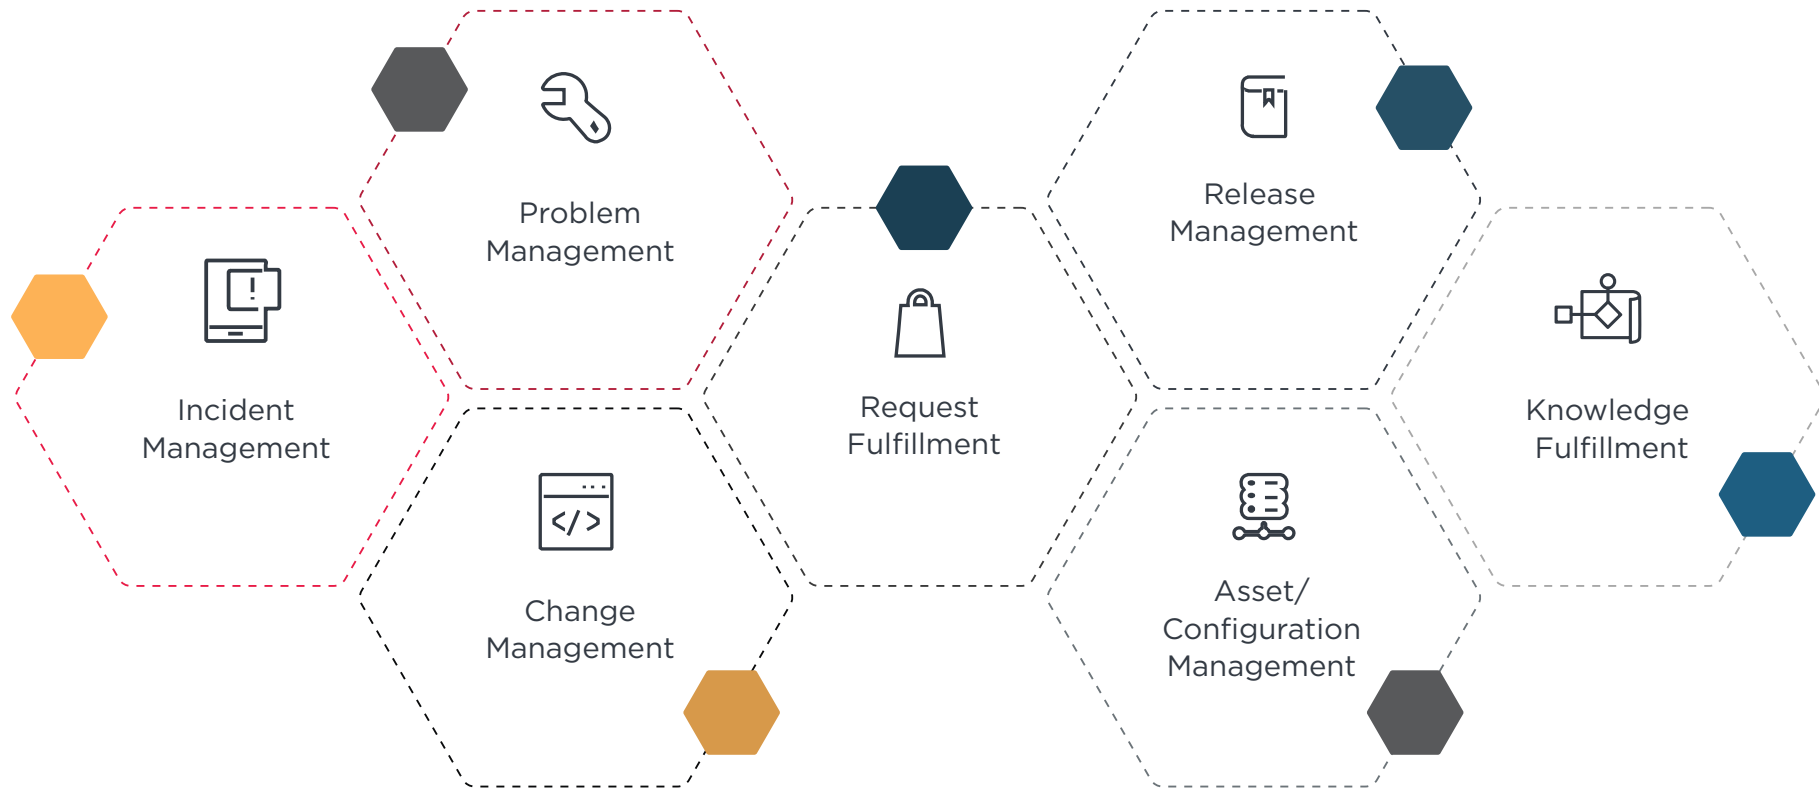 Problem
Management
Release
Management
Incident
Management
Request
Fulfillment
Knowledge
Fulfillment
Change
Management
Asset/
Configuration
Management